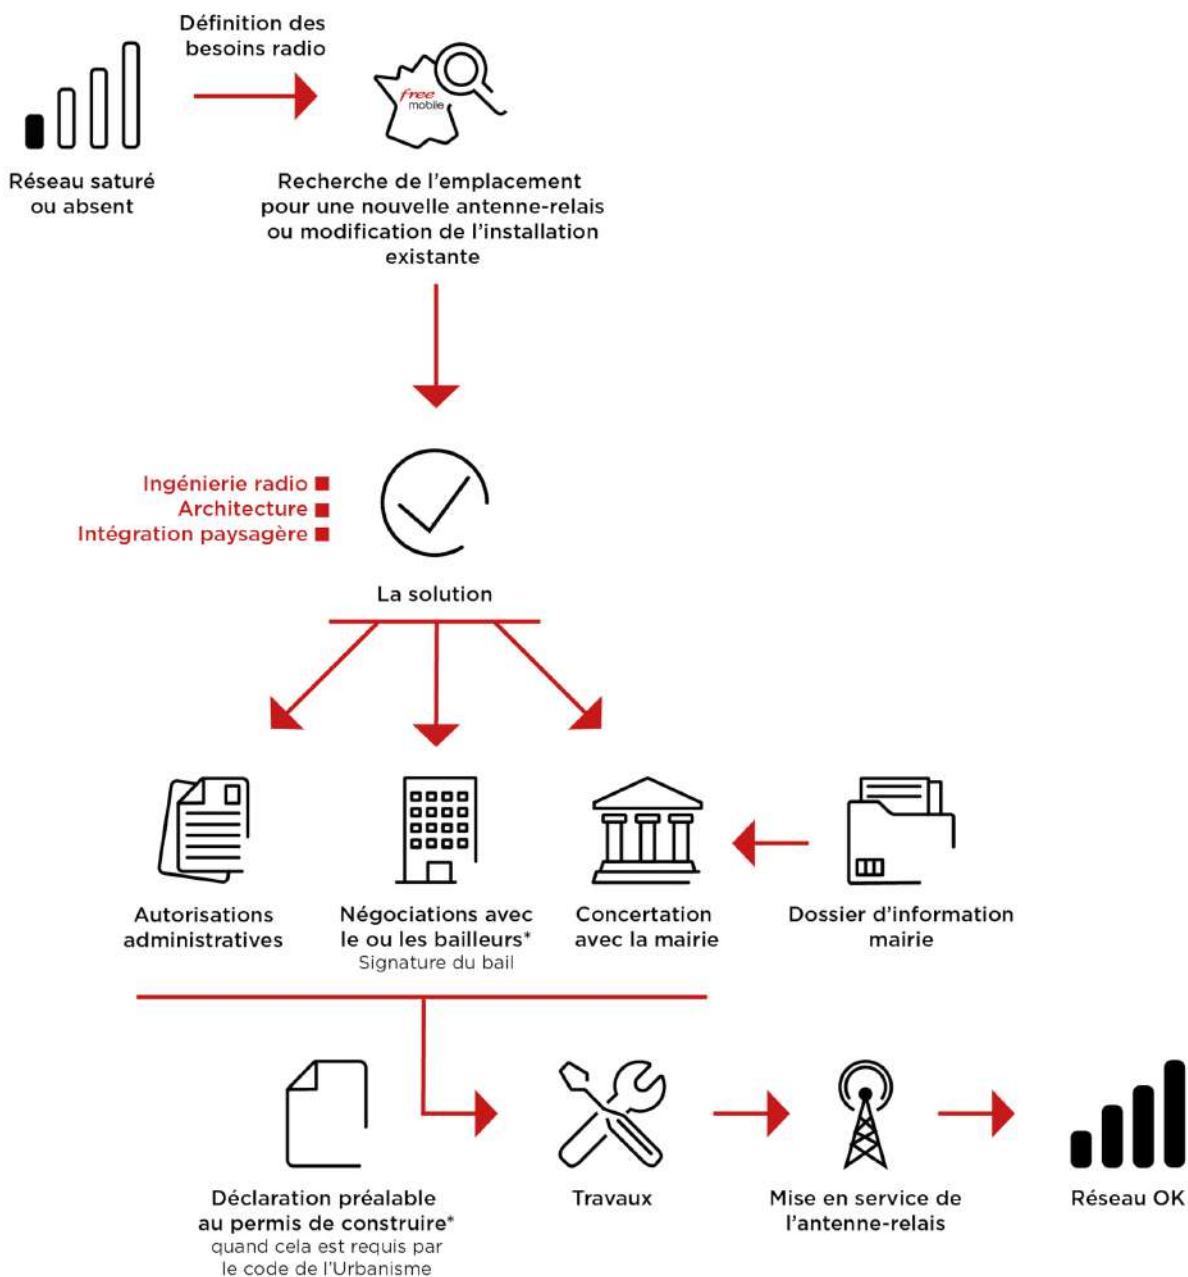 Définition des
besoins radio
free
mobile
Réseau saturé
ou absent
Recherche de l'emplacement
pour une nouvelle antenne-relais
ou modification de l'installation
existante
Ingénierie radio
Architecture
Intégration paysagère
La solution
Autorisations
administratives
Négociations avec
le ou les bailleurs*
Signature du bail
Concertation
avec la mairie
Dossier d'information
mairie
Déclaration préalable
au permis de construire*
quand cela est requis par
le code de l'Urbanisme
Travaux
Mise en service de
l'antenne-relais
Réseau OK